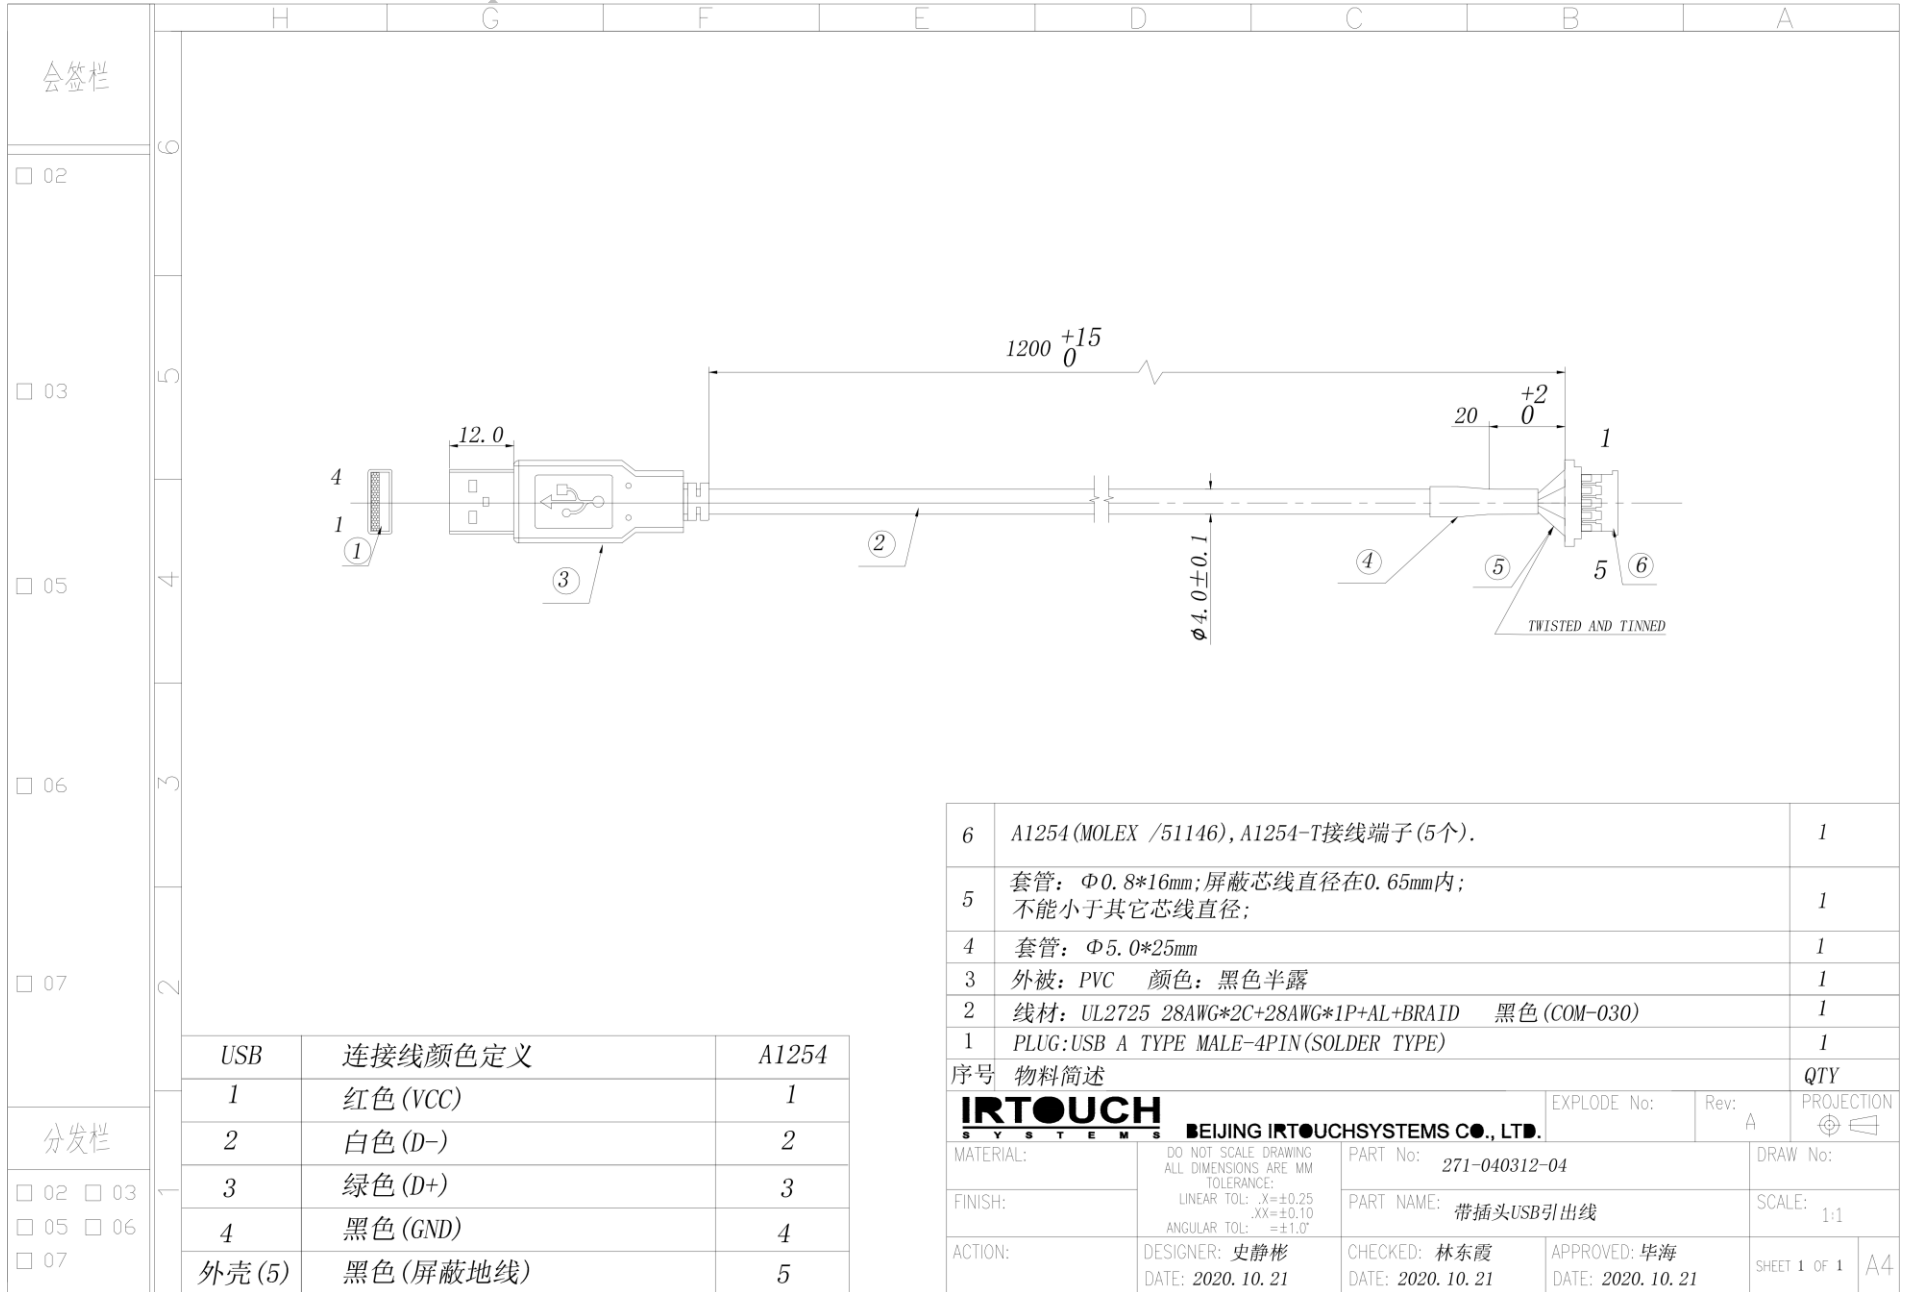 H G F E D C B A
会签栏
6
□ 02
5
□ 03
4
□ 05
3
□ 06
2
□ 07
1
分发栏
□ 02 □ 03
□ 05 □ 06
□ 07
1200 +15 0
20 +2 0
12.0
4
1
①
③
②
φ4.0±0.1
④
⑤
1
5
⑥
TWISTED AND TINNED
USB 连接线颜色定义 A1254
1 红色(VCC) 1
2 白色(D-) 2
3 绿色(D+) 3
4 黑色(GND) 4
外壳(5) 黑色(屏蔽地线) 5
6 A1254(MOLEX /51146),A1254-T接线端子(5个). 1
5 套管: Φ0.8*16mm;屏蔽芯线直径在0.65mm内; 1
不能小于其它芯线直径;
4 套管: Φ5.0*25mm 1
3 外被: PVC 颜色: 黑色半露 1
2 线材: UL2725 28AWG*2C+28AWG*1P+AL+BRAID 黑色(COM-030) 1
1 PLUG:USB A TYPE MALE-4PIN(SOLDER TYPE) 1
序号 物料简述 QTY
IRTOUCH
SYSTEMS
BEIJING IRTOUCHSYSTEMS CO., LTD.
EXPLODE No:
Rev: A
PROJECTION
MATERIAL:
DO NOT SCALE DRAWING
ALL DIMENSIONS ARE MM
TOLERANCE:
LINEAR TOL: .X=±0.25
.XX=±0.10
ANGULAR TOL: =±1.0°
PART No: 271-040312-04
DRAW No:
FINISH:
PART NAME: 带插头USB引出线
SCALE: 1:1
ACTION:
DESIGNER: 史静彬
DATE: 2020.10.21
CHECKED: 林东霞
DATE: 2020.10.21
APPROVED: 毕海
DATE: 2020.10.21
SHEET 1 OF 1
A4